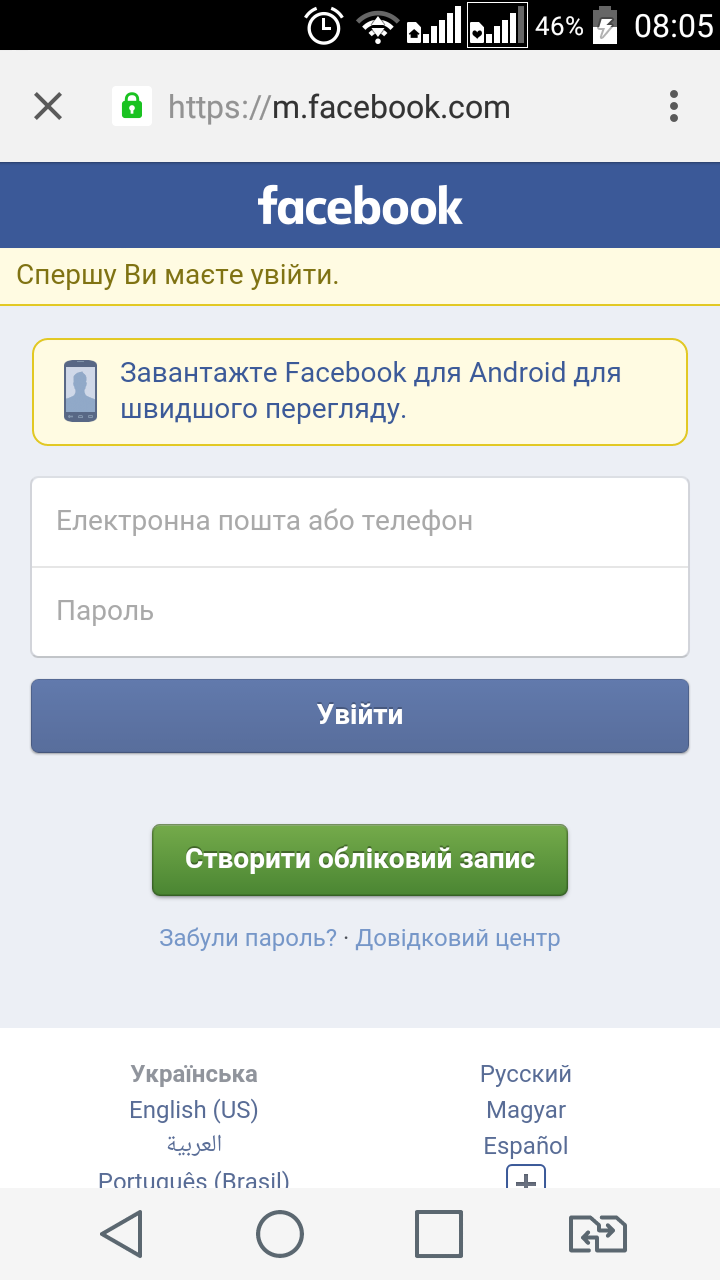 46% 08:05
https://m.facebook.com
facebook
Спершу Ви маєте увійти.
Завантажте Facebook для Android для
швидшого перегляду.
Електронна пошта або телефон
Пароль
Увійти
Створити обліковий запис
Забули пароль? · Довідковий центр
Українська Русский
English (US) Magyar
العربية Español
Português (Brasil)